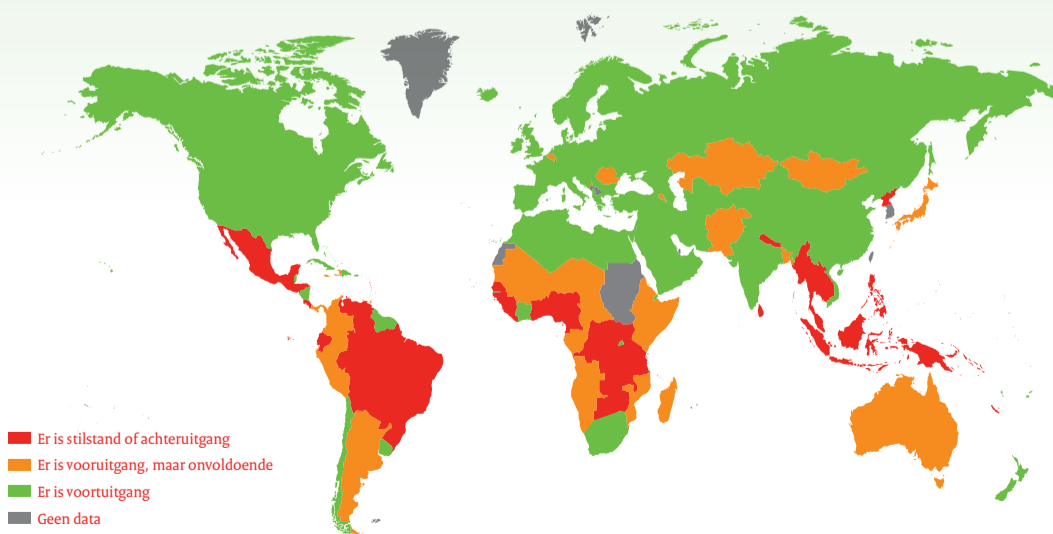 Er is stilstand of achteruitgang
Er is vooruitgang, maar onvoldoende
Er is voortuitgang
Geen data